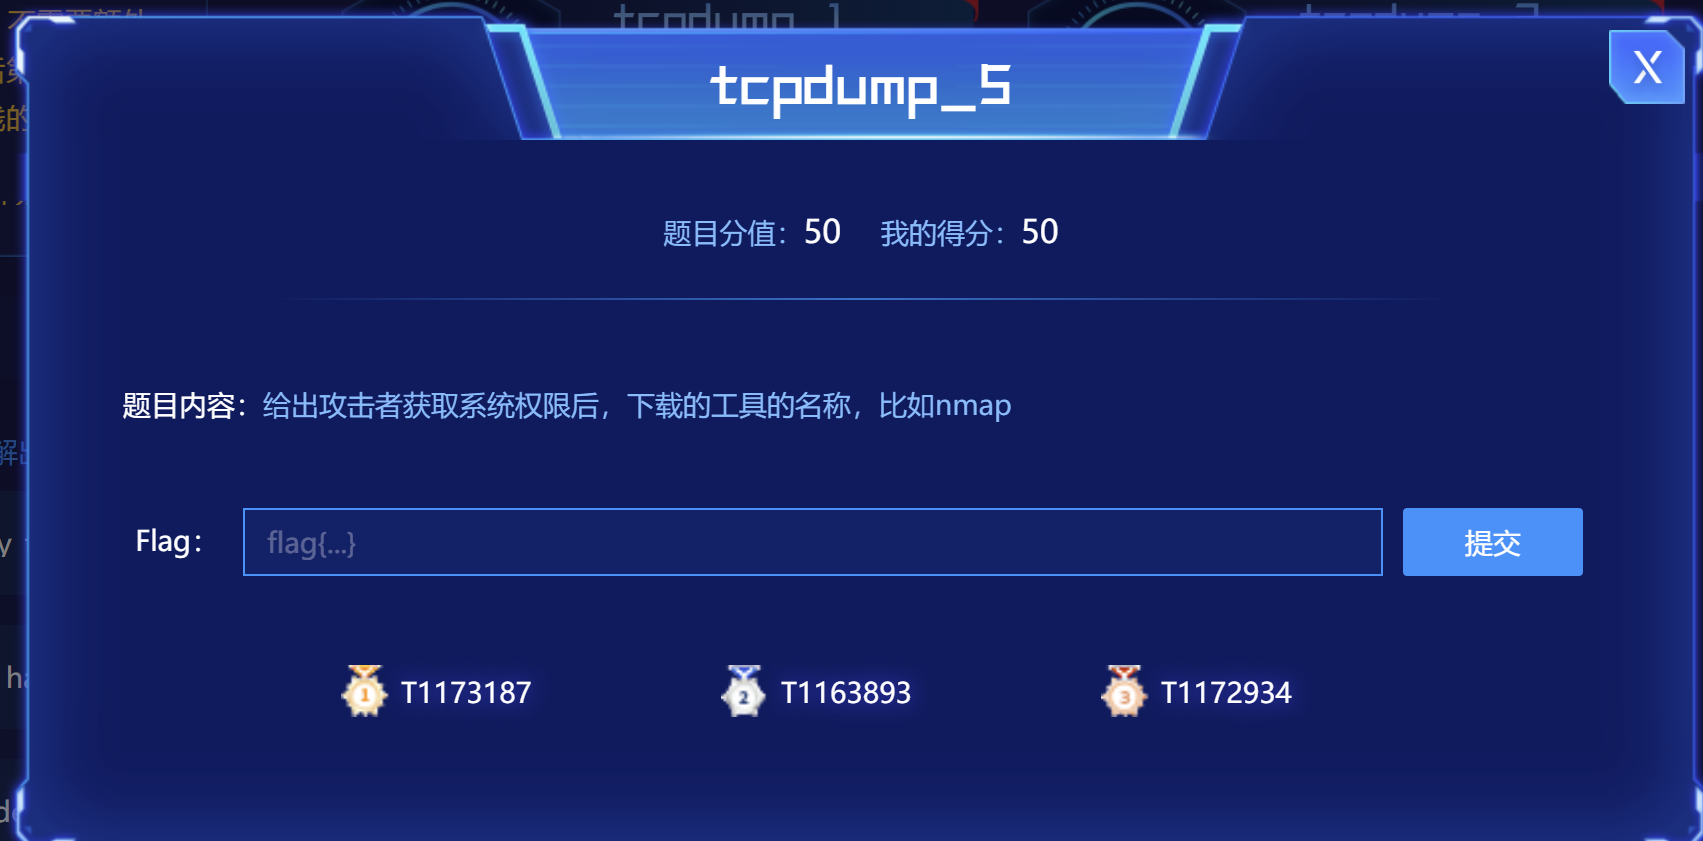 tcpdump_1
tcpdump_5
X
题目分值：50 我的得分：50
题目内容：给出攻击者获取系统权限后，下载的工具的名称，比如nmap
Flag： flag{...} 提交
1 T1173187 2 T1163893 3 T1172934